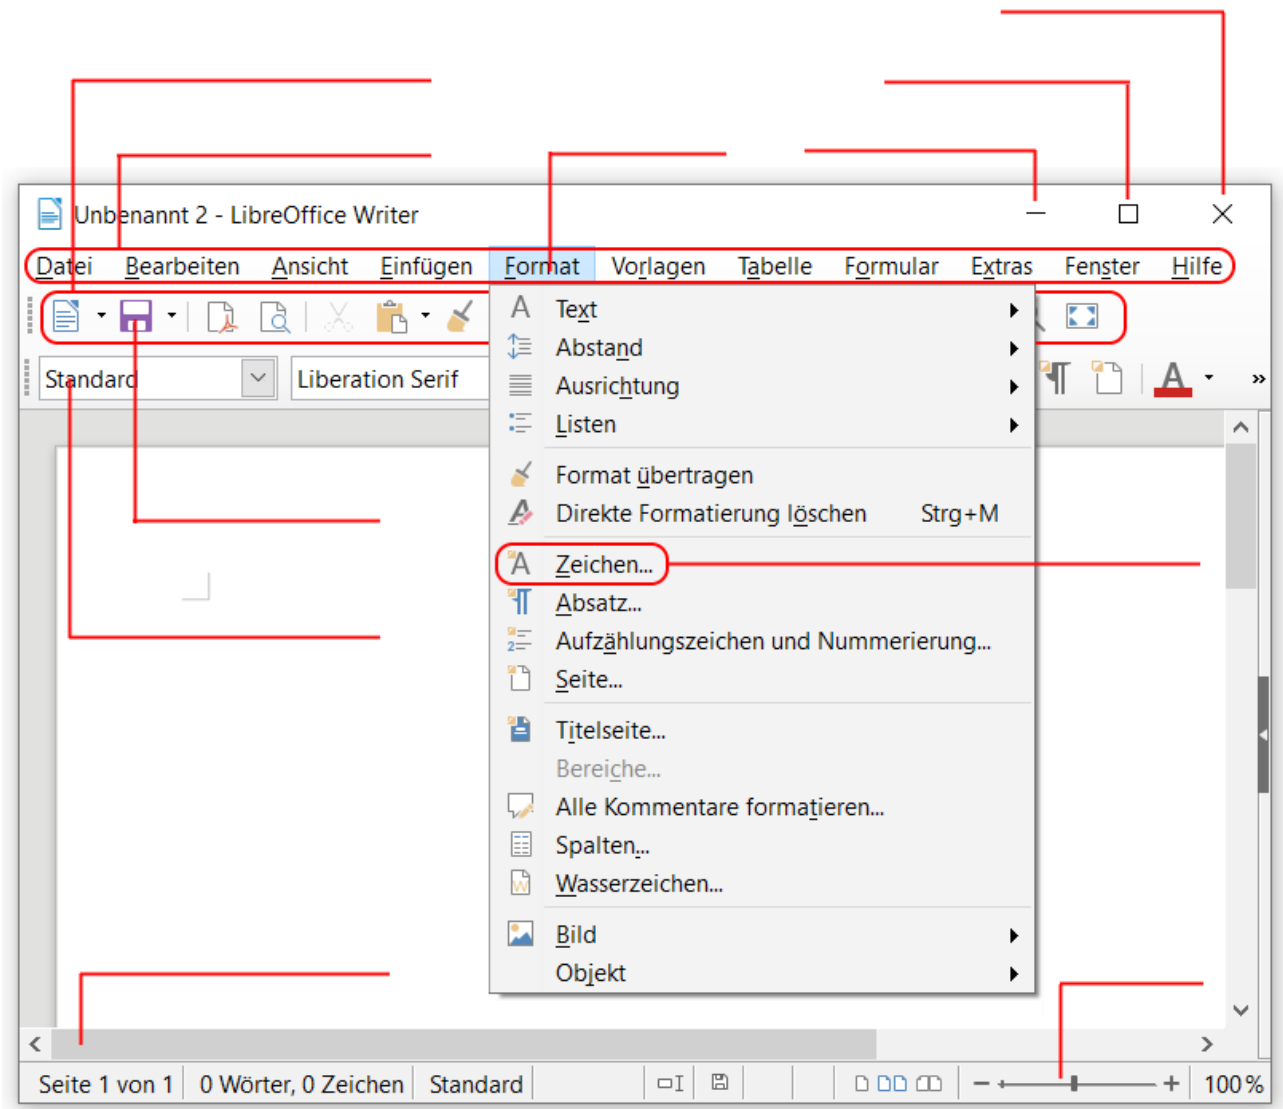 Unbenannt 2 - LibreOffice Writer
Datei Bearbeiten Ansicht Einfügen Format Vorlagen Tabelle Formular Extras Fenster Hilfe
Standard Liberation Serif
Text
Abstand
Ausrichtung
Listen
Format übertragen
Direkte Formatierung löschen Strg+M
Zeichen...
Absatz...
Aufzählungszeichen und Nummerierung...
Seite...
Titelseite...
Bereiche...
Alle Kommentare formatieren...
Spalten...
Wasserzeichen...
Bild
Objekt
Seite 1 von 1 0 Wörter, 0 Zeichen Standard 100%